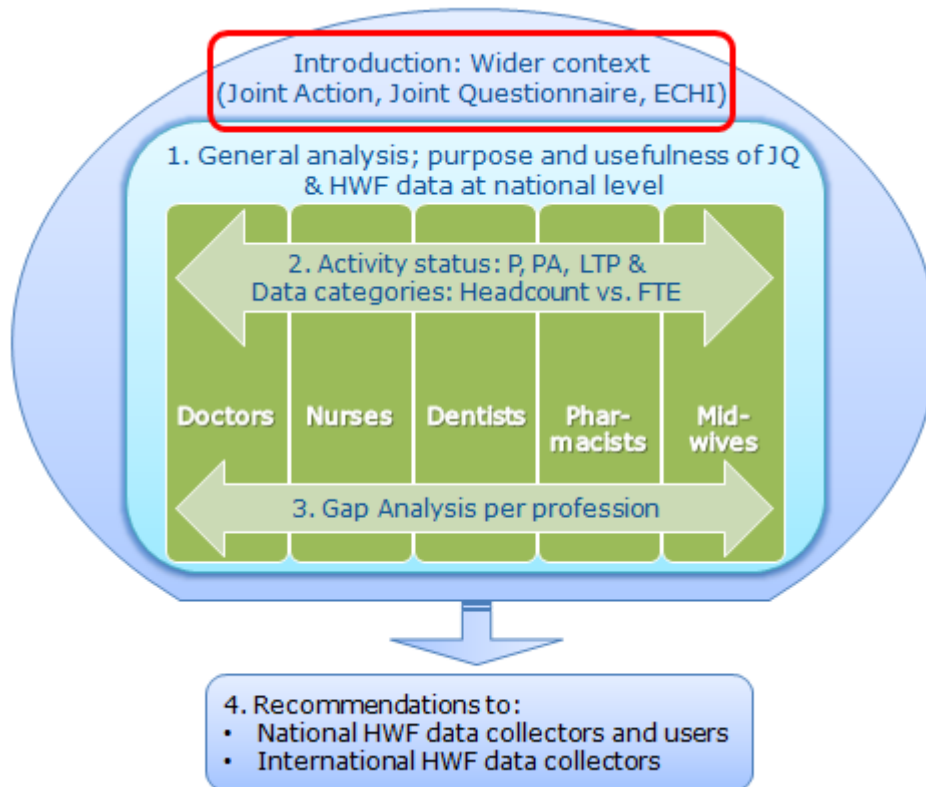 Introduction: Wider context
(Joint Action, Joint Questionnaire, ECHI)
1. General analysis; purpose and usefulness of JQ
& HWF data at national level
2. Activity status: P, PA, LTP &
Data categories: Headcount vs. FTE
Doctors
Nurses
Dentists
Phar-
macists
Mid-
wives
3. Gap Analysis per profession
4. Recommendations to:
• National HWF data collectors and users
• International HWF data collectors